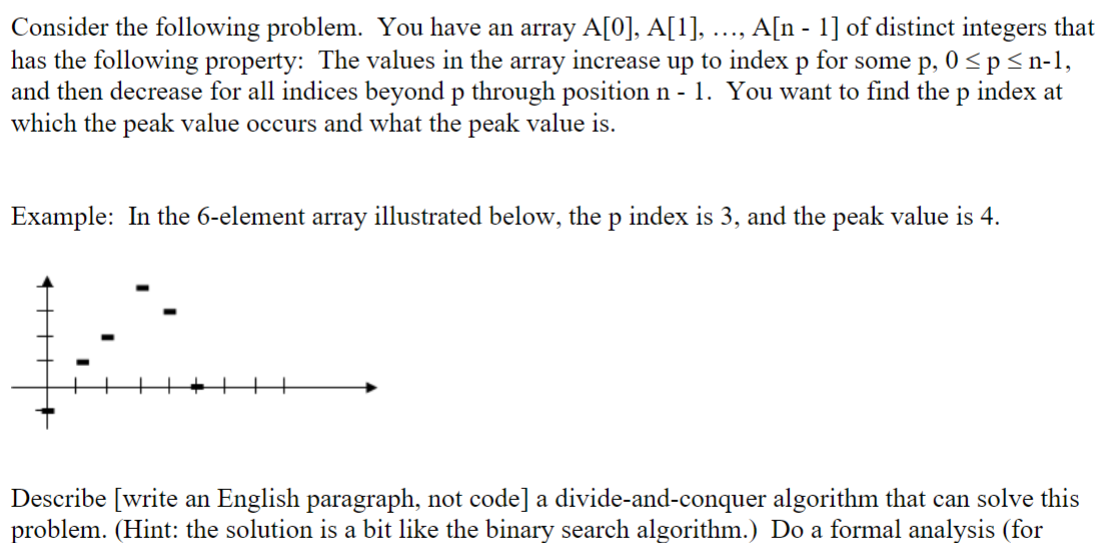 Consider the following problem.  You have an array A[0], A[1], …, A[n - 1] of distinct integers that
has the following property:  The values in the array increase up to index p for some p, 0 ≤ p ≤ n-1,
and then decrease for all indices beyond p through position n - 1.  You want to find the p index at
which the peak value occurs and what the peak value is.
Example:  In the 6-element array illustrated below, the p index is 3, and the peak value is 4.
Describe [write an English paragraph, not code] a divide-and-conquer algorithm that can solve this
problem. (Hint: the solution is a bit like the binary search algorithm.)  Do a formal analysis (for